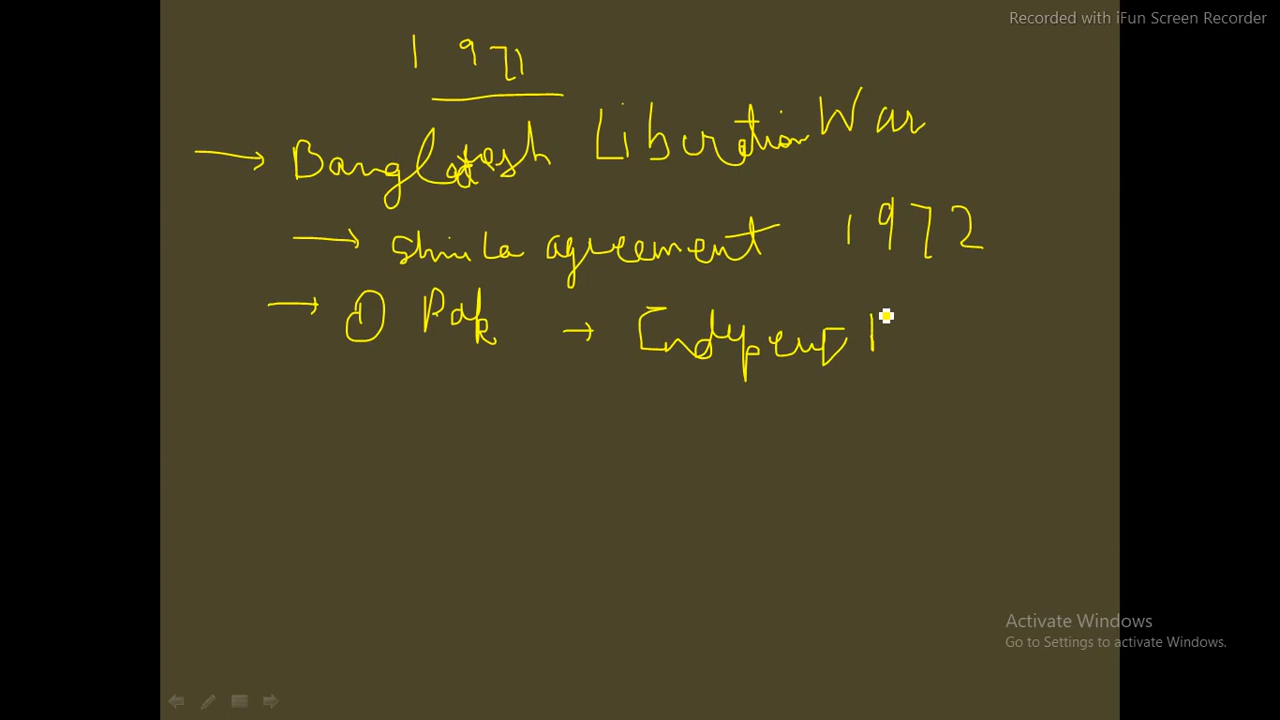 Recorded with iFun Screen Recorder
1971
→ Bangladesh Liberation War
→ Shimla agreement 1972
→ ① Pak →
Activate Windows
Go to Settings to activate Windows.